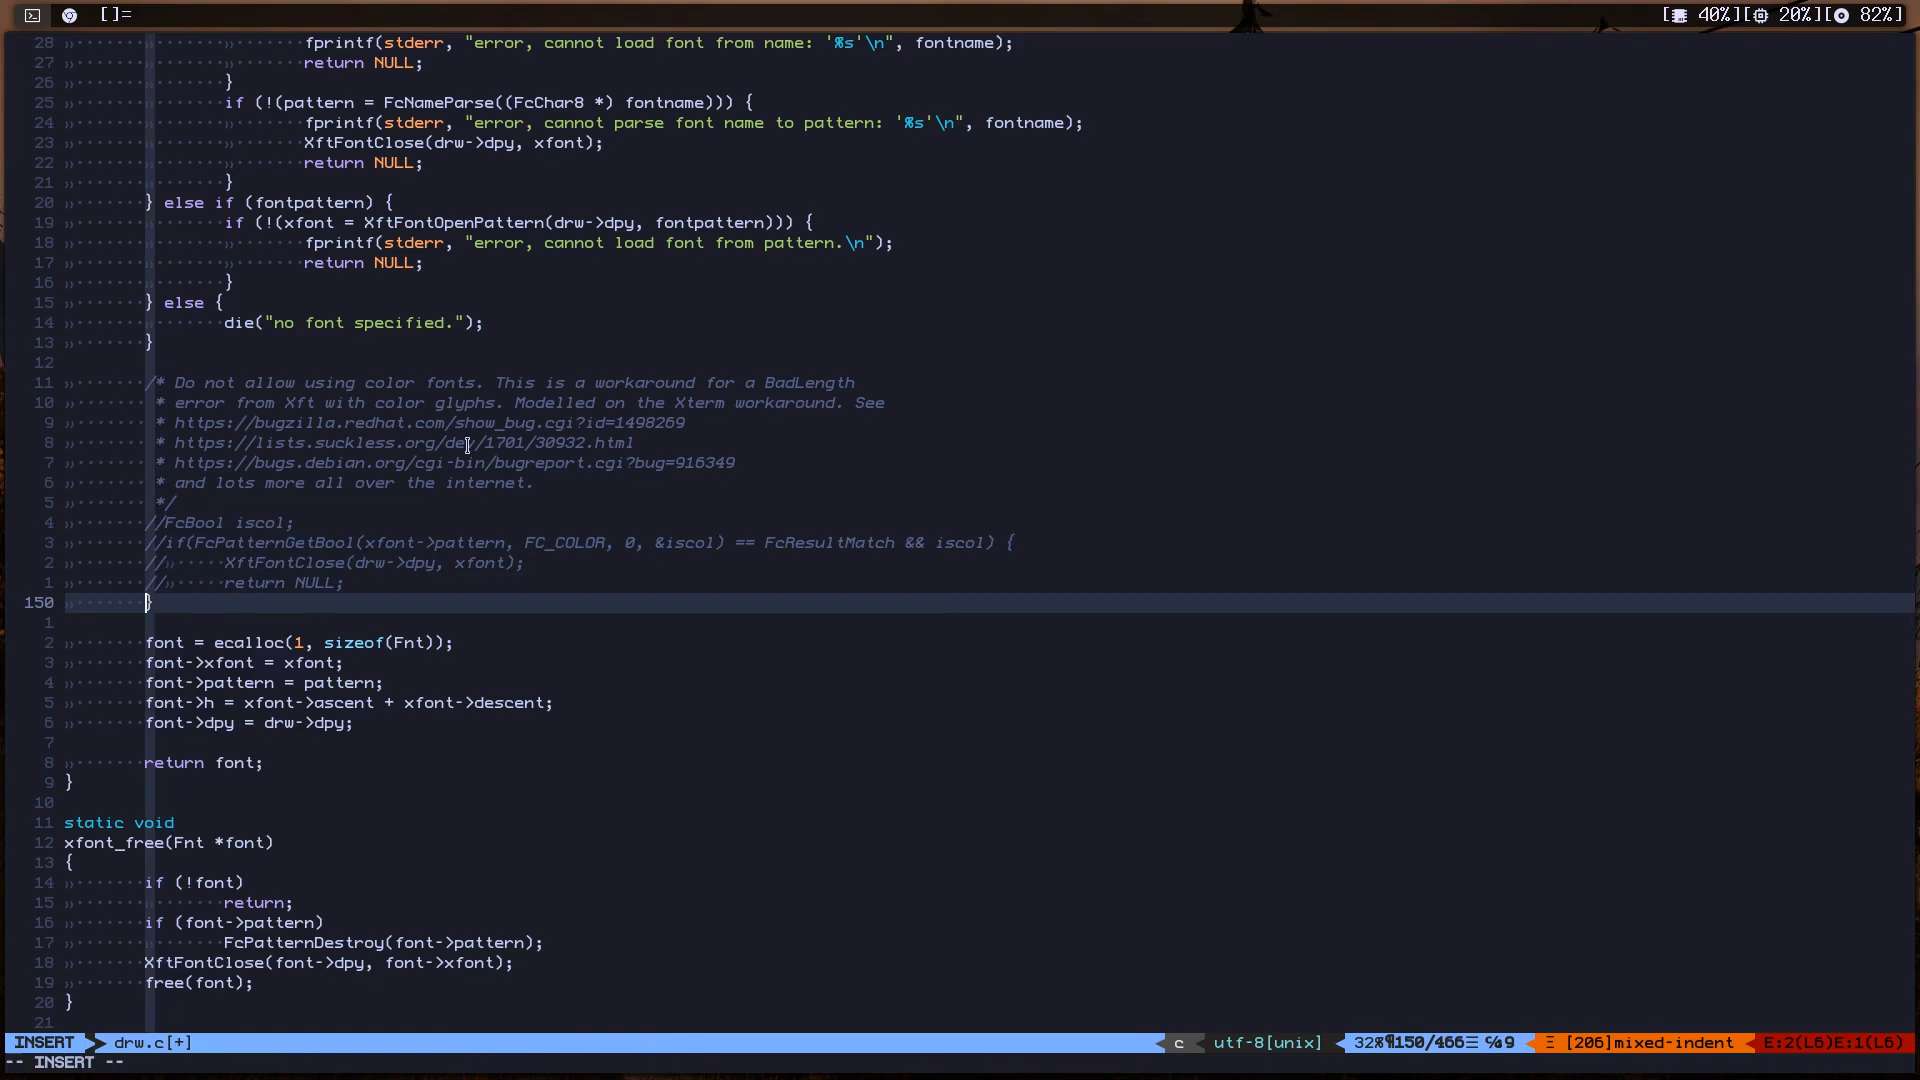 []=
[ 40%][ 20%][ 82%]
28 fprintf(stderr, "error, cannot load font from name: '%s'\n", fontname);
27 return NULL;
26 }
25 if (!(pattern = FcNameParse((FcChar8 *) fontname))) {
24 fprintf(stderr, "error, cannot parse font name to pattern: '%s'\n", fontname);
23 XftFontClose(drw->dpy, xfont);
22 return NULL;
21 }
20 } else if (fontpattern) {
19 if (!(xfont = XftFontOpenPattern(drw->dpy, fontpattern))) {
18 fprintf(stderr, "error, cannot load font from pattern.\n");
17 return NULL;
16 }
15 } else {
14 die("no font specified.");
13 }
12
11 /* Do not allow using color fonts. This is a workaround for a BadLength
10 * error from Xft with color glyphs. Modelled on the Xterm workaround. See
9 * https://bugzilla.redhat.com/show_bug.cgi?id=1498269
8 * https://lists.suckless.org/dev/1701/30932.html
7 * https://bugs.debian.org/cgi-bin/bugreport.cgi?bug=916349
6 * and lots more all over the internet.
5 */
4 //FcBool iscol;
3 //if(FcPatternGetBool(xfont->pattern, FC_COLOR, 0, &iscol) == FcResultMatch && iscol) {
2 // XftFontClose(drw->dpy, xfont);
1 // return NULL;
150 }
1
2 font = ecalloc(1, sizeof(Fnt));
3 font->xfont = xfont;
4 font->pattern = pattern;
5 font->h = xfont->ascent + xfont->descent;
6 font->dpy = drw->dpy;
7
8 return font;
9 }
10
11 static void
12 xfont_free(Fnt *font)
13 {
14 if (!font)
15 return;
16 if (font->pattern)
17 FcPatternDestroy(font->pattern);
18 XftFontClose(font->dpy, font->xfont);
19 free(font);
20 }
21
INSERT drw.c[+] c utf-8[unix] 32%¶150/466☰ ℅9 Ξ [206]mixed-indent E:2(L6)E:1(L6)
-- INSERT --